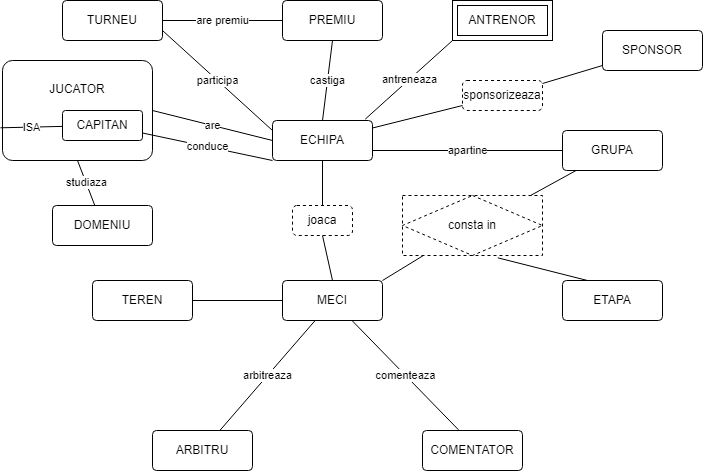 TURNEU
are premiu
PREMIU
ANTRENOR
SPONSOR
participa
castiga
antreneaza
sponsorizeaza
JUCATOR
ISA
CAPITAN
are
conduce
ECHIPA
apartine
GRUPA
studiaza
DOMENIU
joaca
consta in
TEREN
MECI
ETAPA
arbitreaza
comenteaza
ARBITRU
COMENTATOR